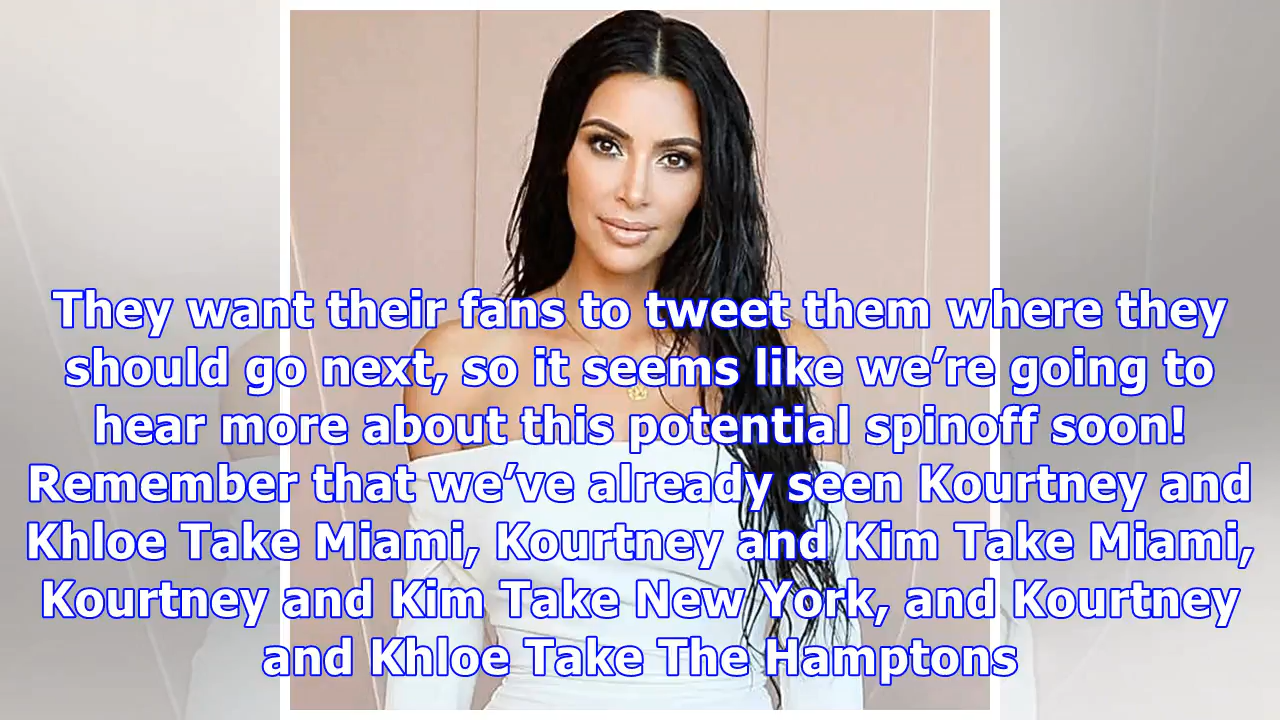 They want their fans to tweet them where they
should go next, so it seems like we’re going to
hear more about this potential spinoff soon!
Remember that we’ve already seen Kourtney and
Khloe Take Miami, Kourtney and Kim Take Miami,
Kourtney and Kim Take New York, and Kourtney
and Khloe Take The Hamptons